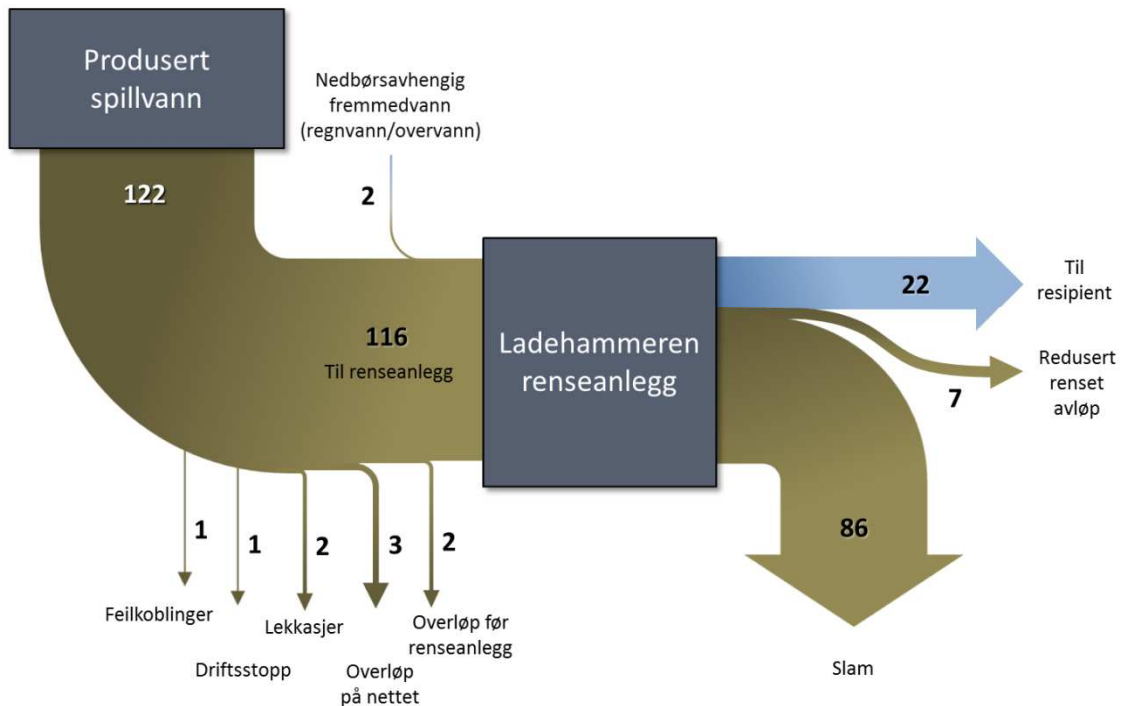 Produsert
spillvann
122
Nedbørsavhengig
fremmedvann
(regnvann/overvann)
2
116
Til renseanlegg
Ladehammeren
renseanlegg
22
Til
resipient
7
Redusert
renset
avløp
86
Slam
1
Feilkoblinger
1
Driftsstopp
2
Lekkasjer
3
Overløp
på nettet
2
Overløp før
renseanlegg